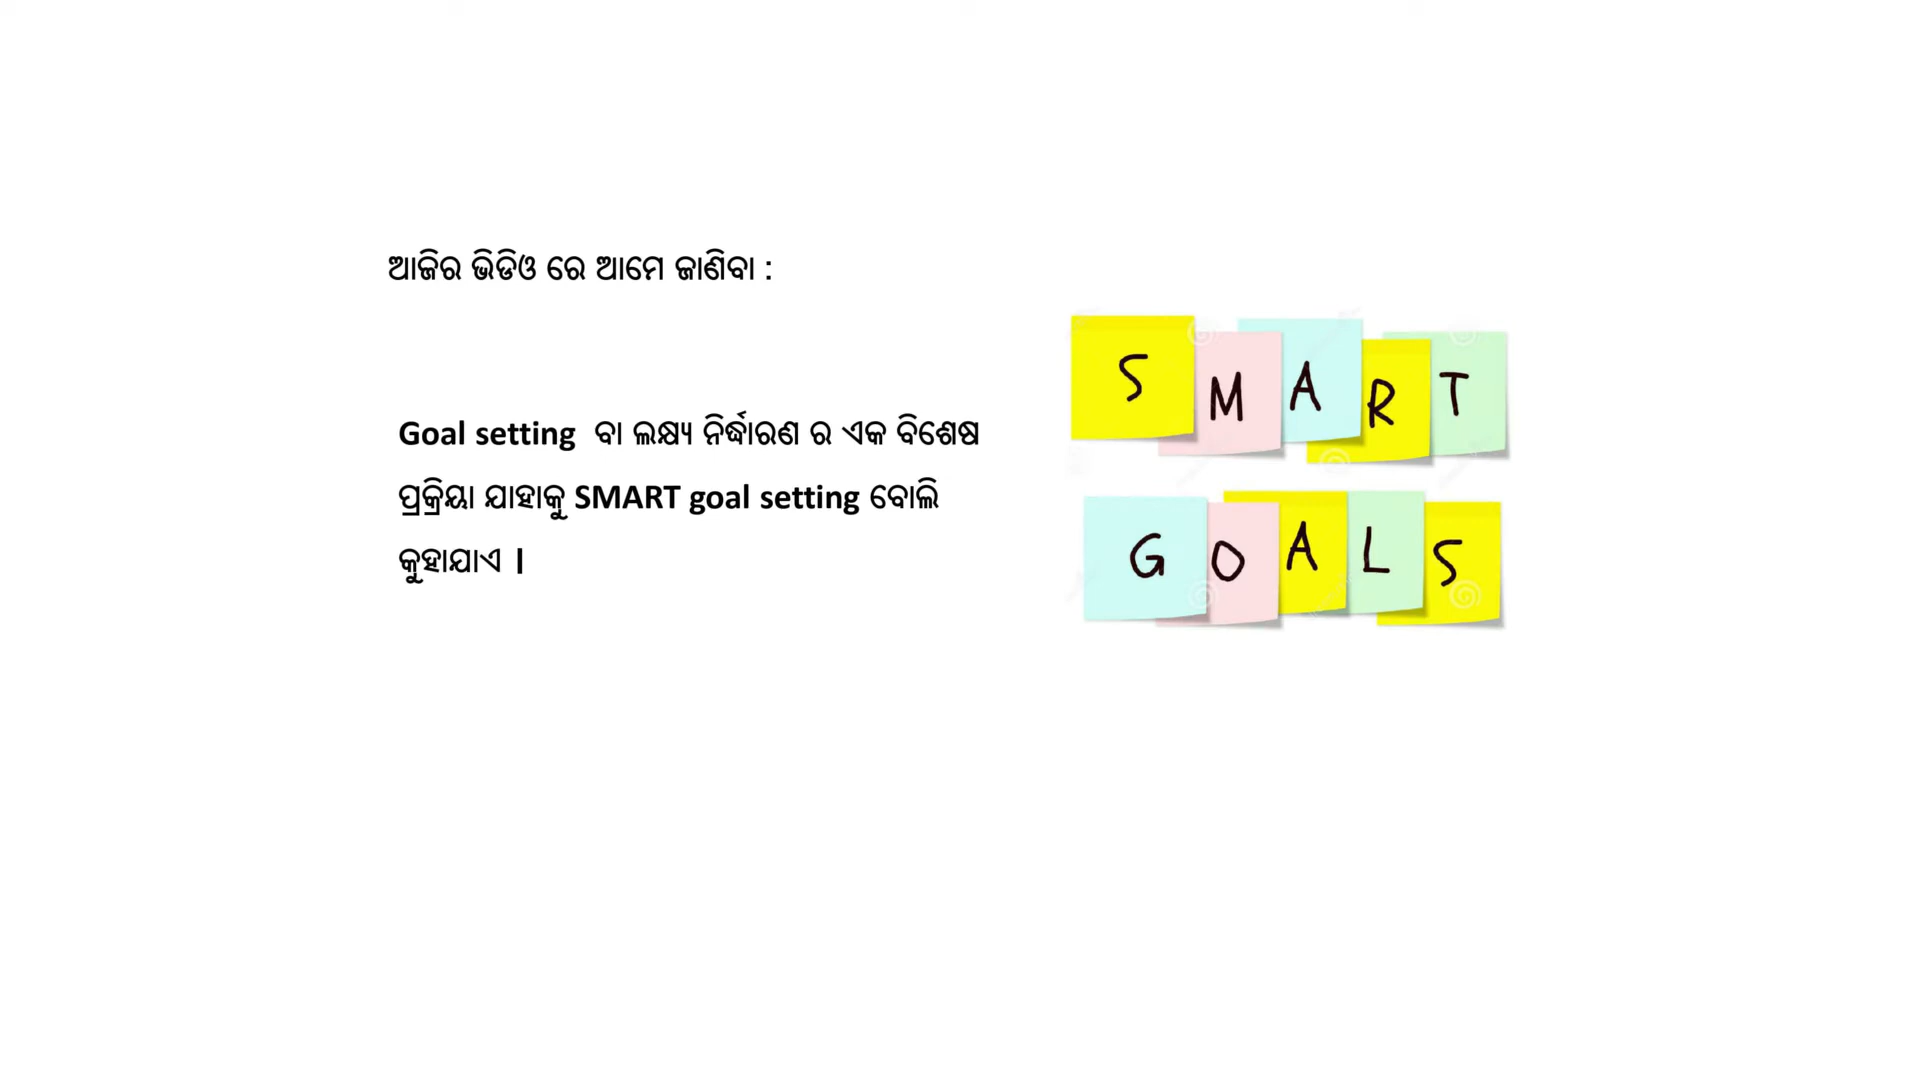 ଆଜିର ଭିଡିଓ ରେ ଆମେ ଜାଣିବା :
Goal setting ବା ଲକ୍ଷ୍ୟ ନିର୍ଦ୍ଧାରଣ ର ଏକ ବିଶେଷ
ପ୍ରକ୍ରିୟା ଯାହାକୁ SMART goal setting ବୋଲି
କୁହାଯାଏ ।
SMART
GOALS